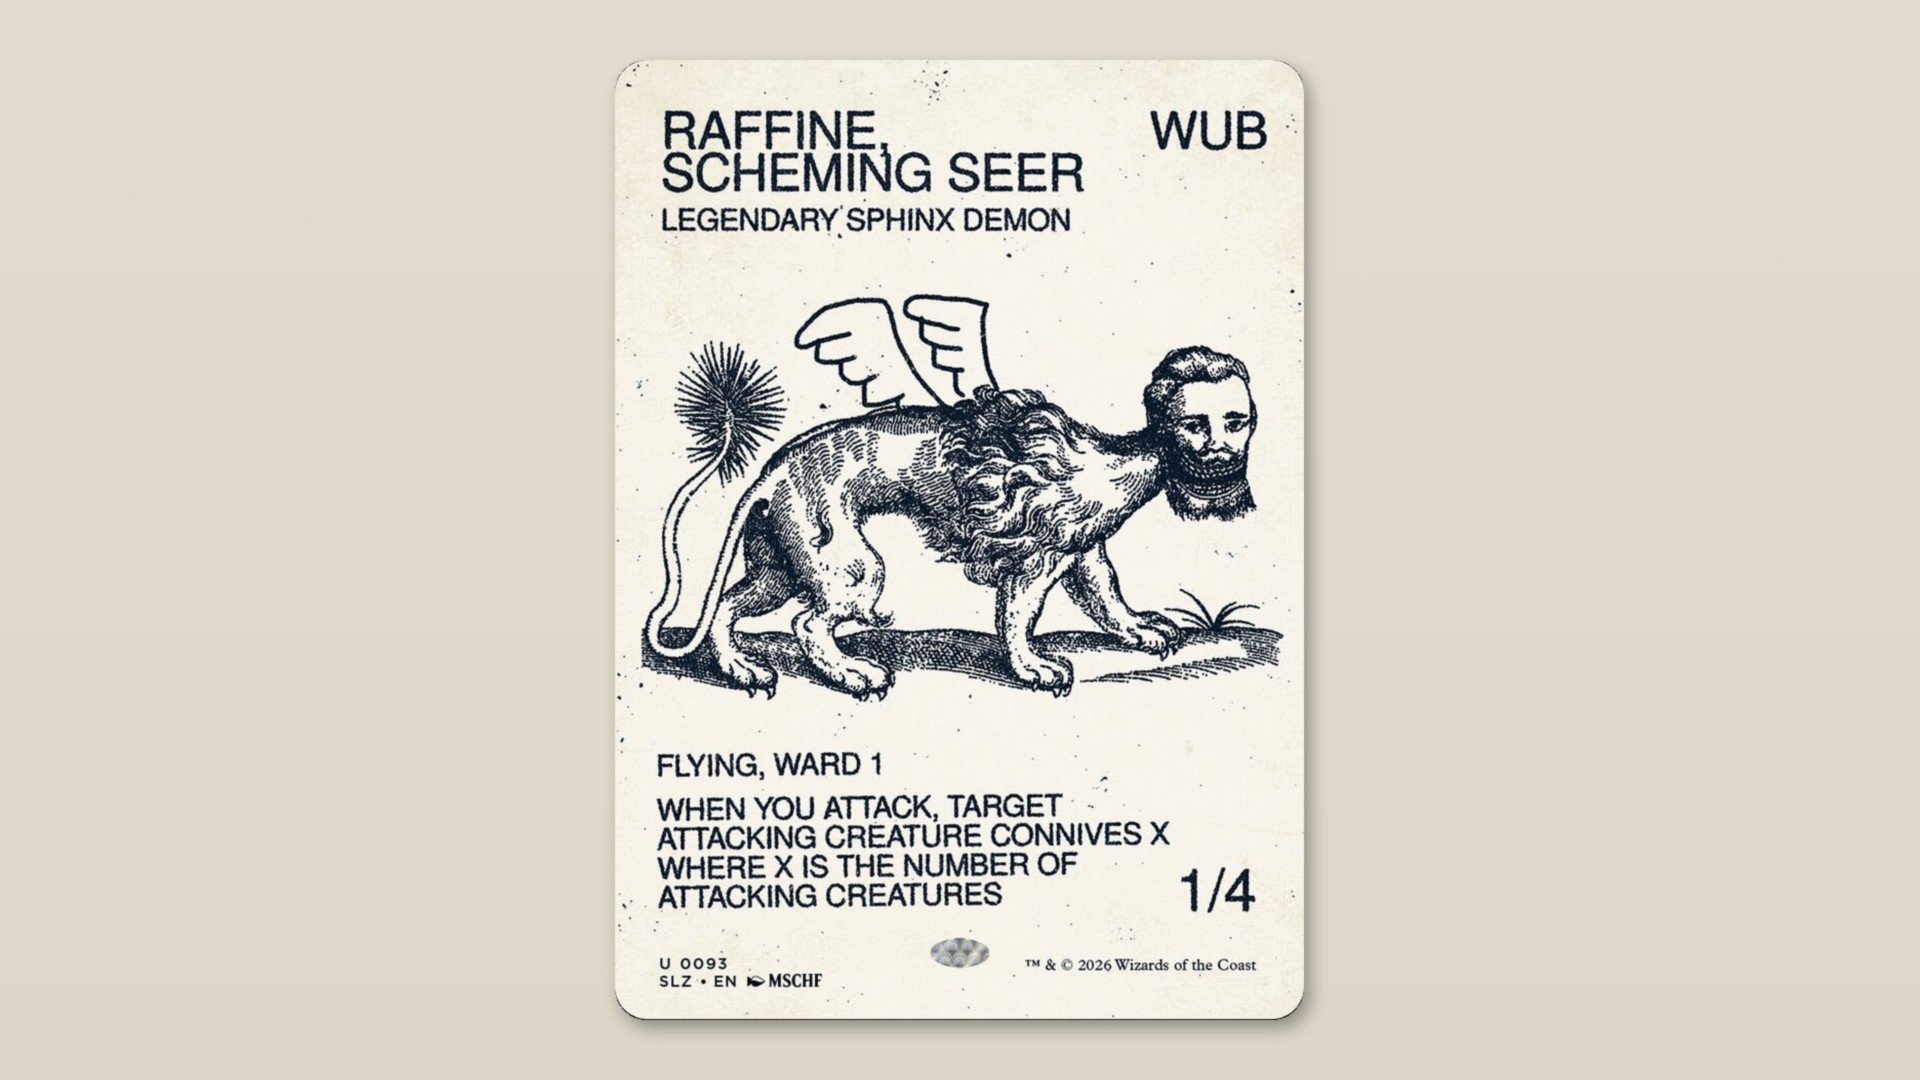 RAFFINE,
SCHEMING SEER
WUB
LEGENDARY SPHINX DEMON
FLYING, WARD 1
WHEN YOU ATTACK, TARGET
ATTACKING CREATURE CONNIVES X
WHERE X IS THE NUMBER OF
ATTACKING CREATURES
1/4
U 0093
SLZ • EN MSCHF
™ & © 2026 Wizards of the Coast